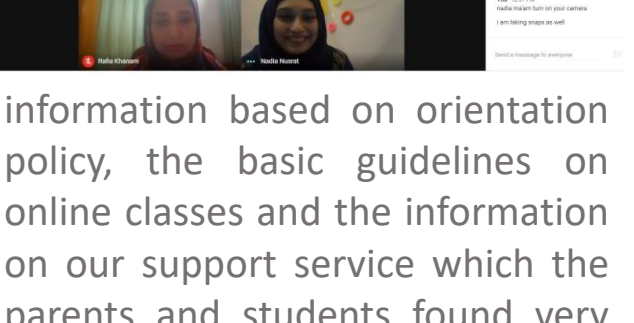 nadia ma'am turn on your camera
i am taking snaps as well
Send a message to everyone
Rafia Khanam
Nadia Nusrat
information based on orientation
policy, the basic guidelines on
online classes and the information
on our support service which the
parents and students found very